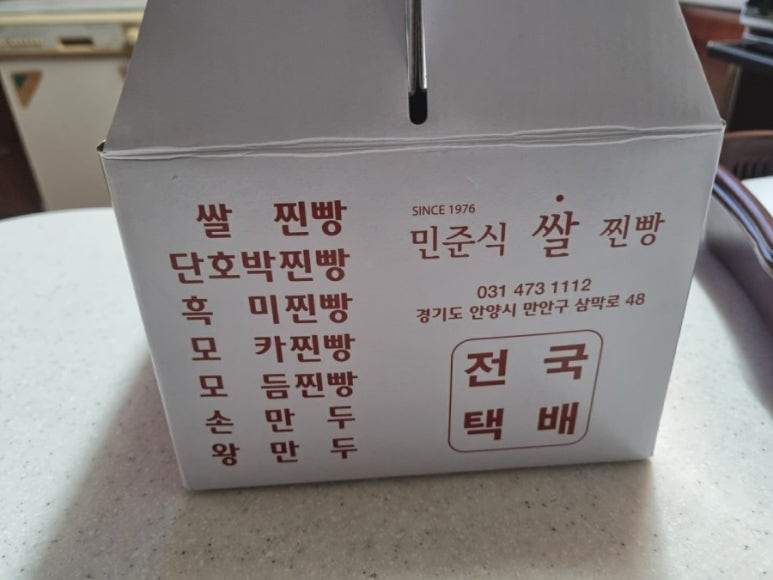 쌀 찐빵
단호박찐빵
흑 미찐빵
모 카찐빵
모 듬찐빵
손 만 두
왕 만 두
SINCE 1976
민준식 쌀 찐빵
031 473 1112
경기도 안양시 만안구 삼막로 48
전 국
택 배